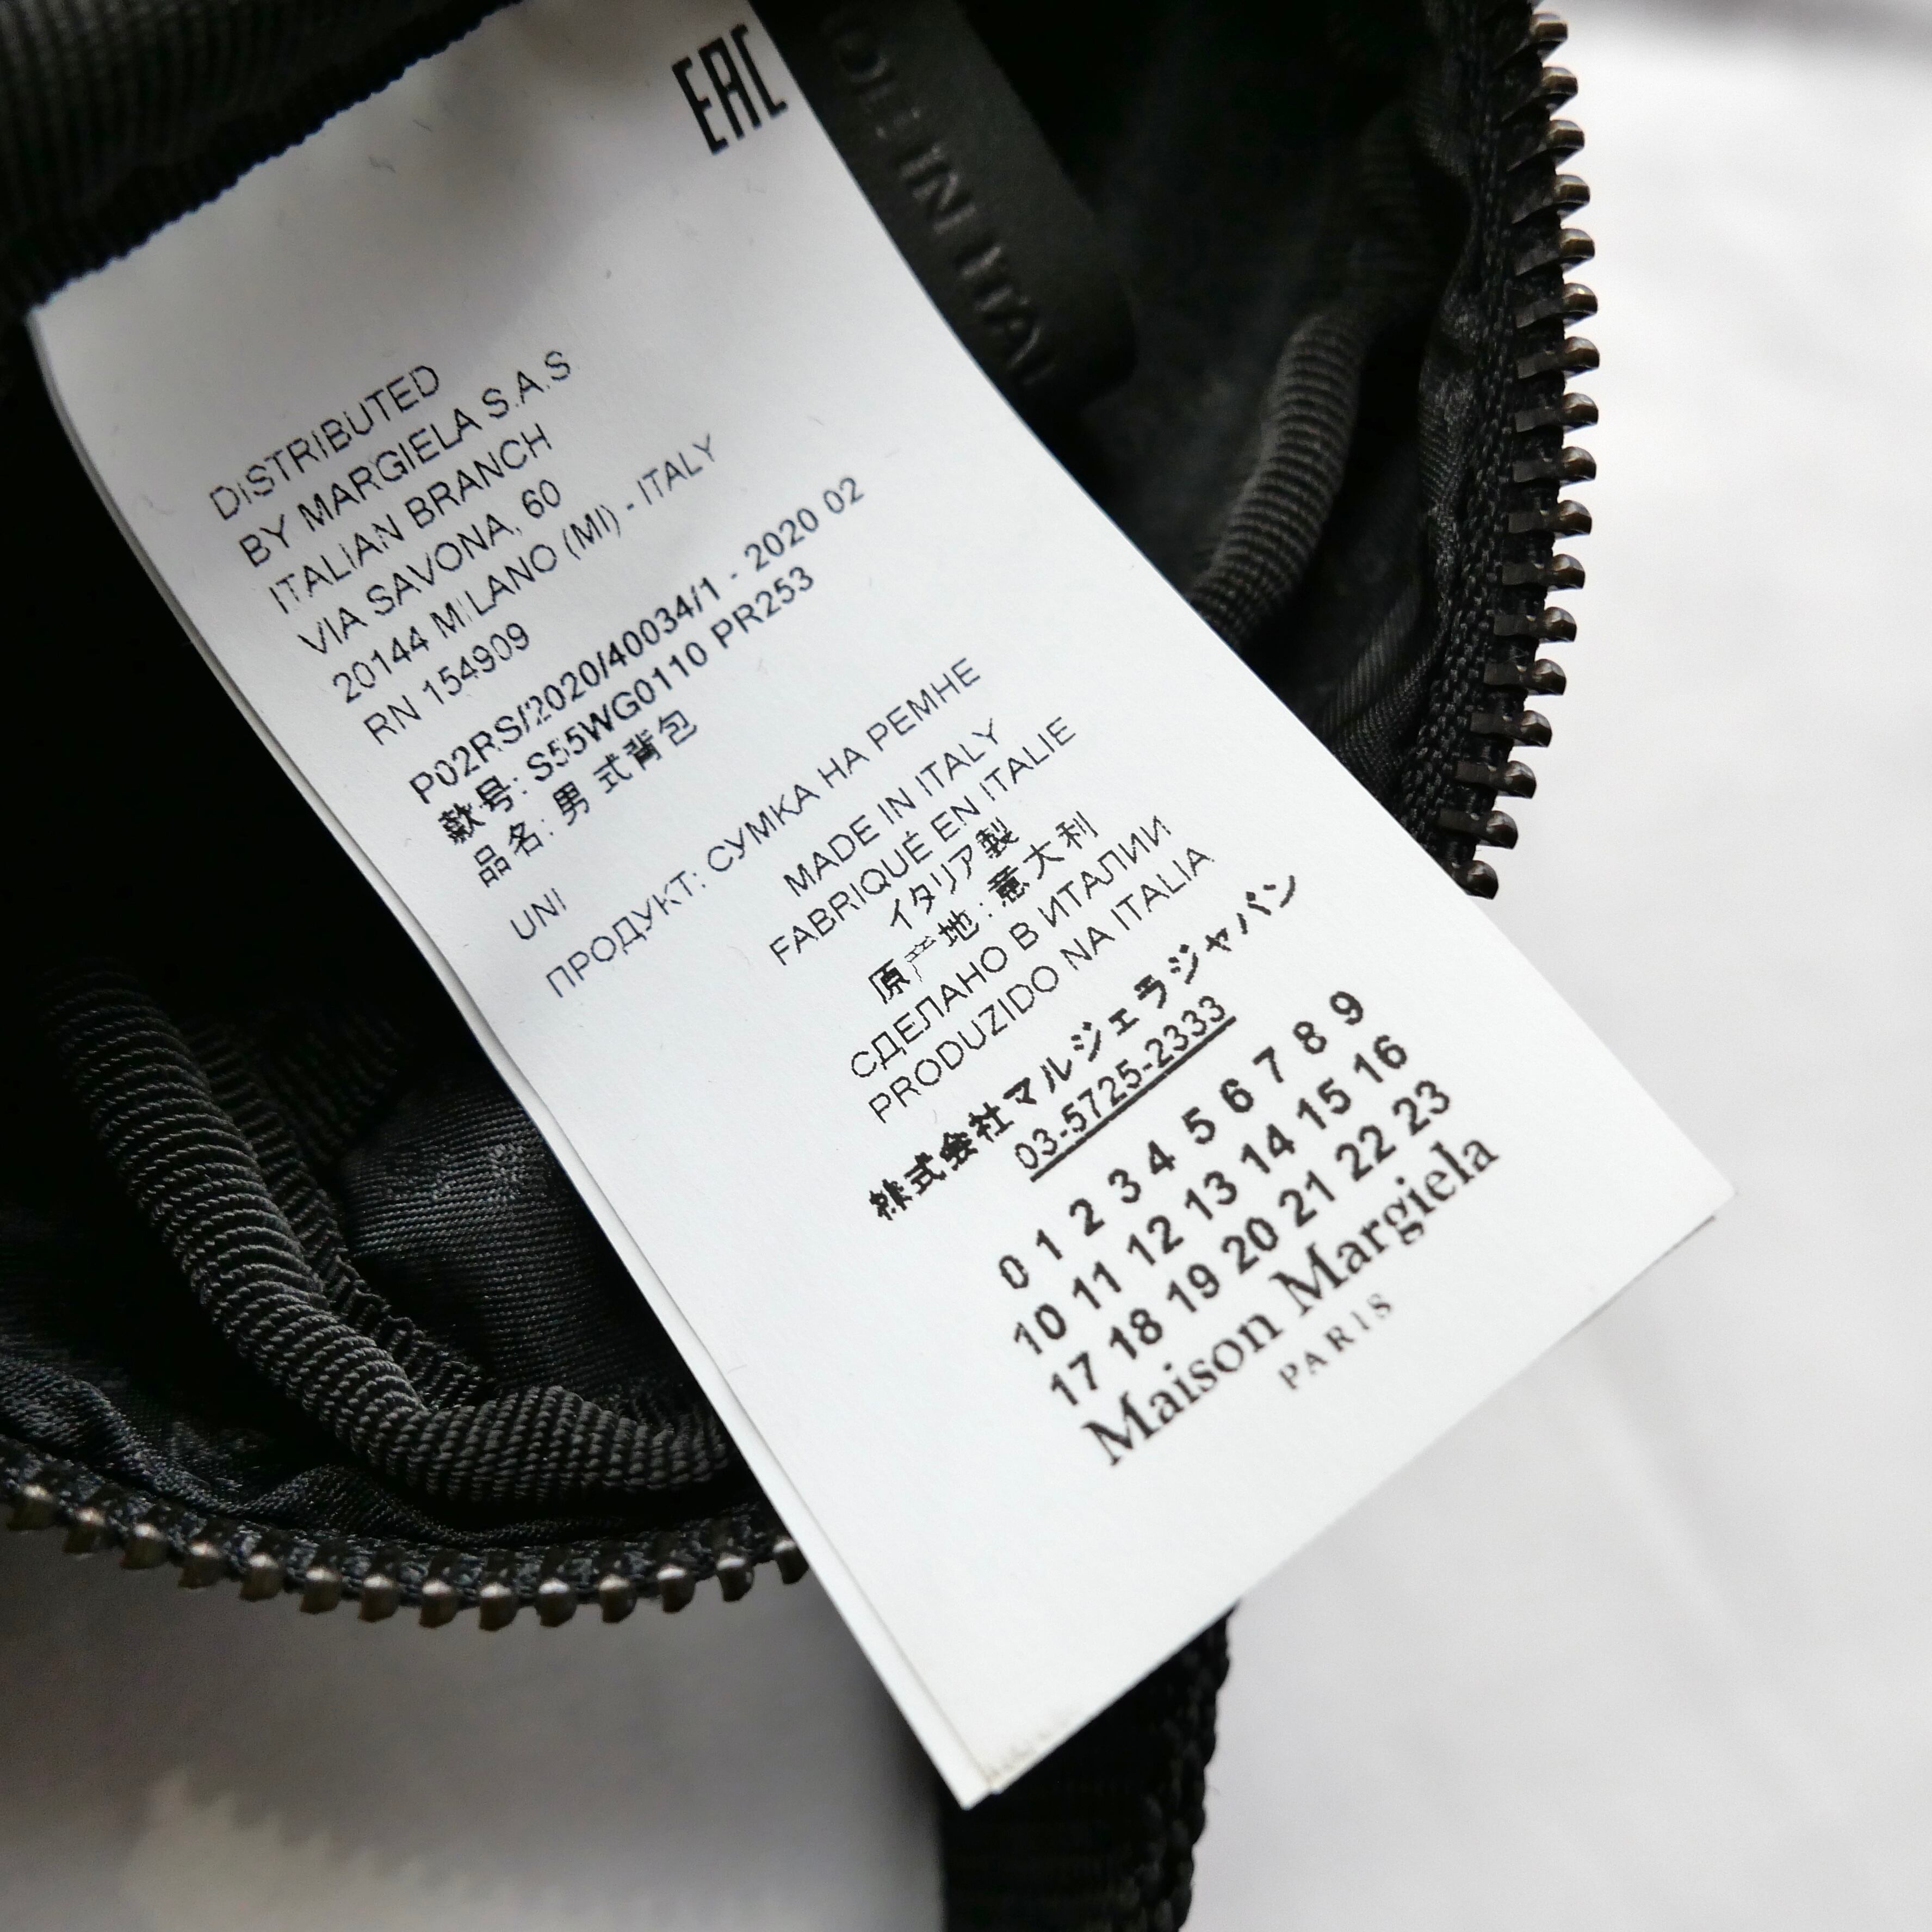 EAC
DE IN ITAL
DISTRIBUTED
BY MARGIELA S.A.S
ITALIAN BRANCH
VIA SAVONA, 60
20144 MILANO (MI) - ITALY
RN 154909
P02RS/2020/40034/1 - 2020 02
款号: S55WG0110 PR253
品名: 男 式背包
UNI
ПРОДУКТ: СУМКА НА РЕМНЕ
MADE IN ITALY
FABRIQUÉ EN ITALIE
イタリア製
原产地: 意大利
СДЕЛАНО В ИТАЛИИ
PRODUZIDO NA ITALIA
株式会社マルジェラジャパン
03-5725-2333
0 1 2 3 4 5 6 7 8 9
10 11 12 13 14 15 16
17 18 19 20 21 22 23
Maison Margiela
PARIS